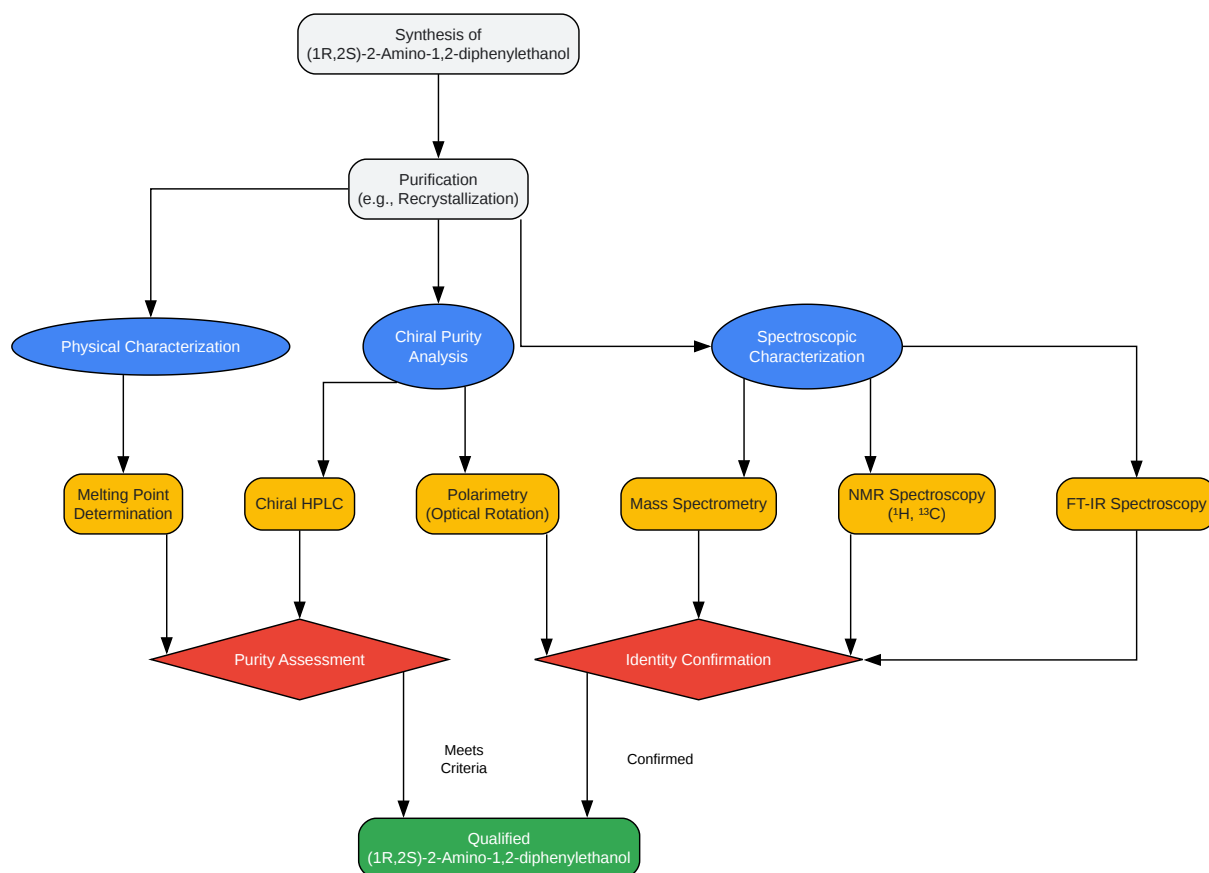 Synthesis of
(1R,2S)-2-Amino-1,2-diphenylethanol
Purification
(e.g., Recrystallization)
Physical Characterization
Chiral Purity
Analysis
Spectroscopic
Characterization
Melting Point
Determination
Chiral HPLC
Polarimetry
(Optical Rotation)
Mass Spectrometry
NMR Spectroscopy
(¹H, ¹³C)
FT-IR Spectroscopy
Purity Assessment
Identity Confirmation
Meets
Criteria
Confirmed
Qualified
(1R,2S)-2-Amino-1,2-diphenylethanol